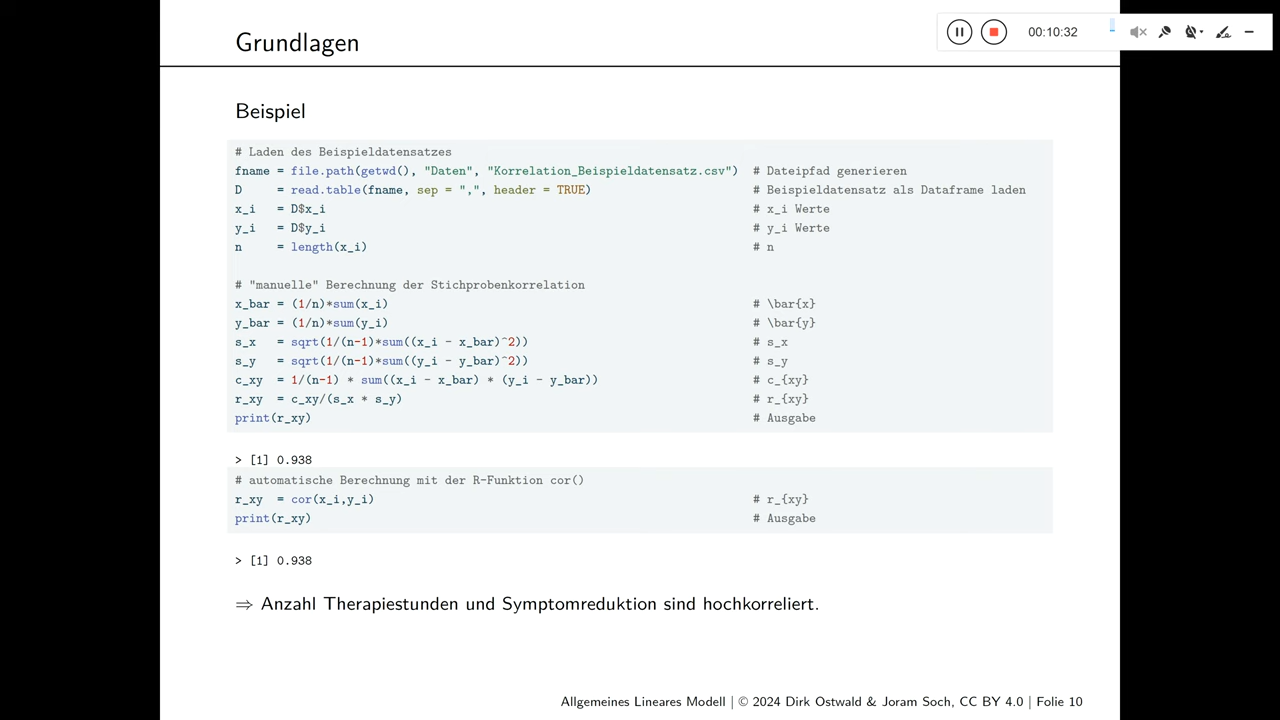 Grundlagen
00:10:32
Beispiel
# Laden des Beispieldatensatzes
fname = file.path(getwd(), "Daten", "Korrelation_Beispieldatensatz.csv") # Dateipfad generieren
D = read.table(fname, sep = ",", header = TRUE) # Beispieldatensatz als Dataframe laden
x_i = D$x_i # x_i Werte
y_i = D$y_i # y_i Werte
n = length(x_i) # n
# "manuelle" Berechnung der Stichprobenkorrelation
x_bar = (1/n)*sum(x_i) # \bar{x}
y_bar = (1/n)*sum(y_i) # \bar{y}
s_x = sqrt(1/(n-1)*sum((x_i - x_bar)^2)) # s_x
s_y = sqrt(1/(n-1)*sum((y_i - y_bar)^2)) # s_y
c_xy = 1/(n-1) * sum((x_i - x_bar) * (y_i - y_bar)) # c_{xy}
r_xy = c_xy/(s_x * s_y) # r_{xy}
print(r_xy) # Ausgabe
> [1] 0.938
# automatische Berechnung mit der R-Funktion cor()
r_xy = cor(x_i,y_i) # r_{xy}
print(r_xy) # Ausgabe
> [1] 0.938
⇒ Anzahl Therapiestunden und Symptomreduktion sind hochkorreliert.
Allgemeines Lineares Modell | © 2024 Dirk Ostwald & Joram Soch, CC BY 4.0 | Folie 10